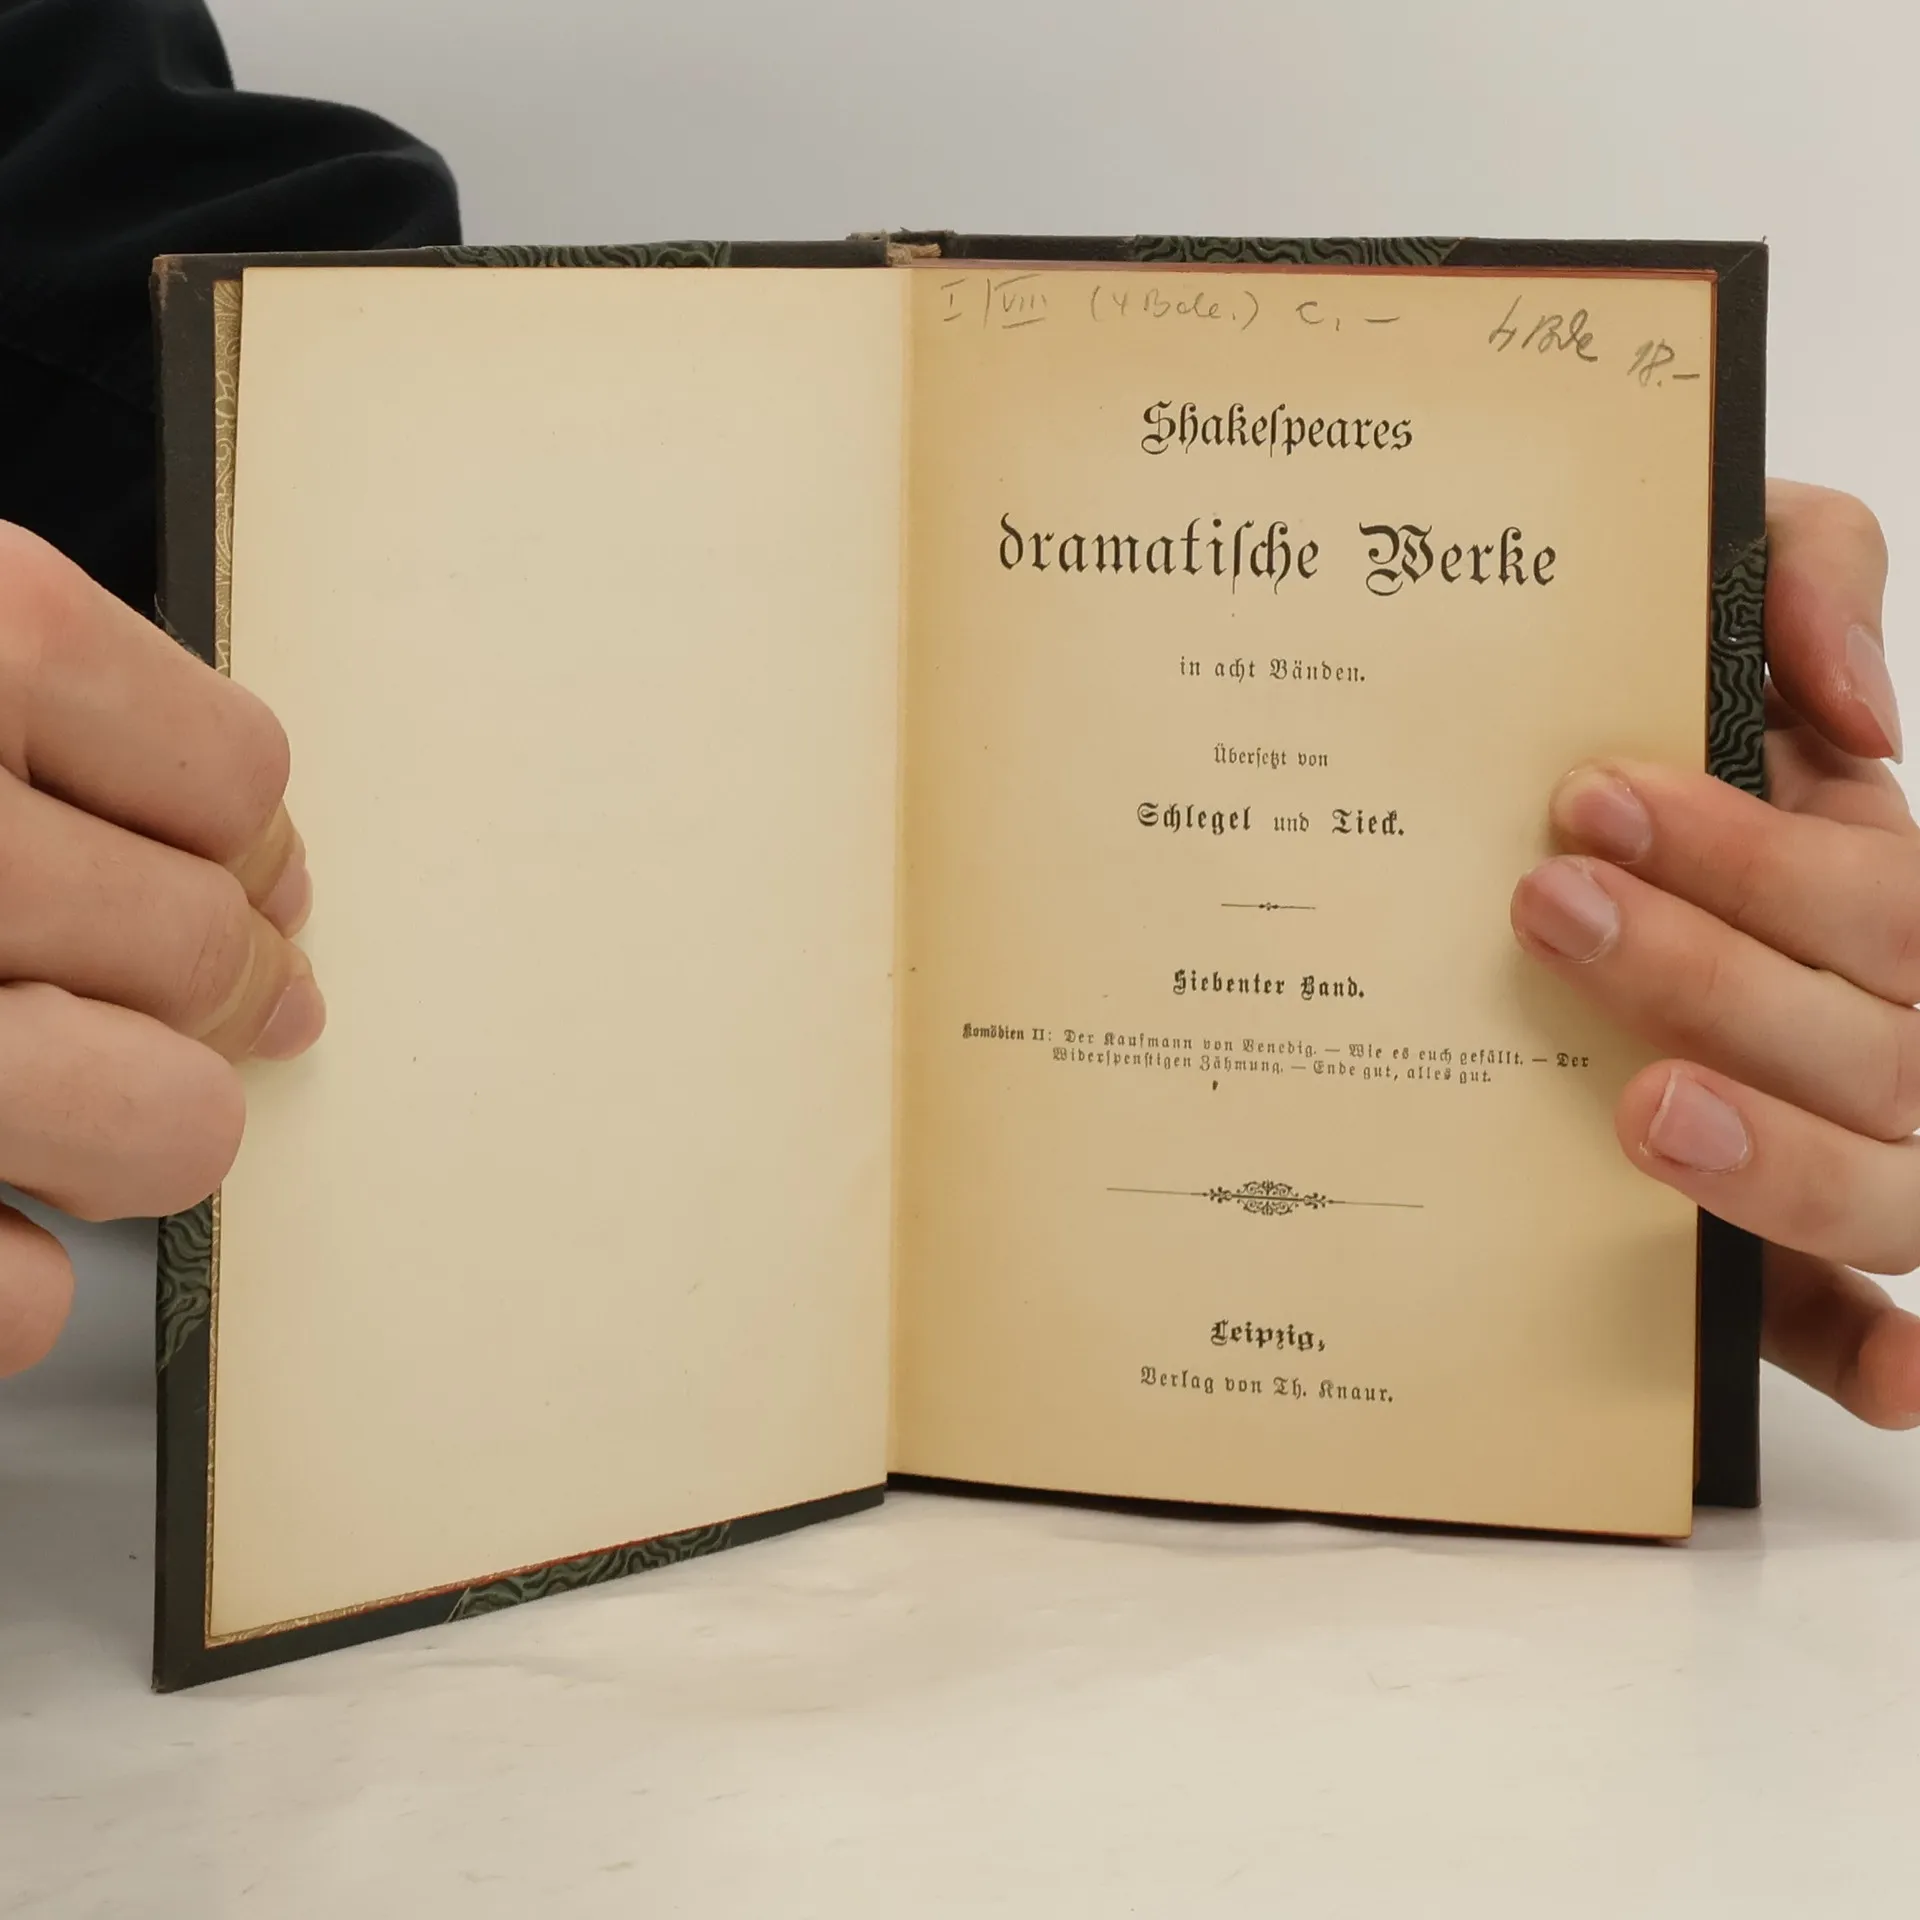 I/VIII (4 Bde.) c. —
4 Bde 18.—
Shakeſpeares
dramatiſche Werke
in acht Bänden.
Überſetzt von
Schlegel und Tieck.
Siebenter Band.
Komödien II: Der Kaufmann von Venedig. — Wie es euch gefällt. — Der
Widerſpenſtigen Zähmung. — Ende gut, alles gut.
Leipzig,
Verlag von Th. Knaur.